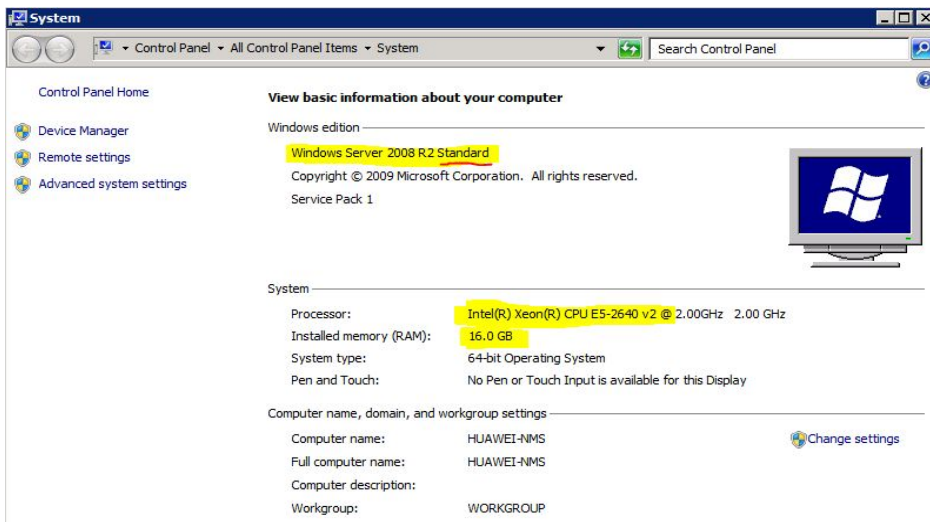 System
Control Panel All Control Panel Items System Search Control Panel
Control Panel Home
Device Manager
Remote settings
Advanced system settings
View basic information about your computer
Windows edition
Windows Server 2008 R2 Standard
Copyright © 2009 Microsoft Corporation. All rights reserved.
Service Pack 1
System
Processor: Intel(R) Xeon(R) CPU E5-2640 v2 @ 2.00GHz 2.00 GHz
Installed memory (RAM): 16.0 GB
System type: 64-bit Operating System
Pen and Touch: No Pen or Touch Input is available for this Display
Computer name, domain, and workgroup settings
Computer name: HUAWEI-NMS Change settings
Full computer name: HUAWEI-NMS
Computer description:
Workgroup: WORKGROUP